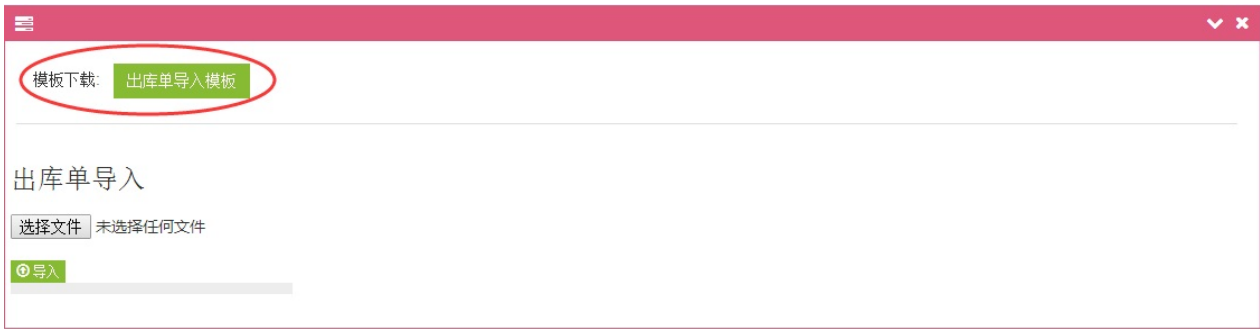 模板下载: 出库单导入模板
出库单导入
选择文件 未选择任何文件
导入